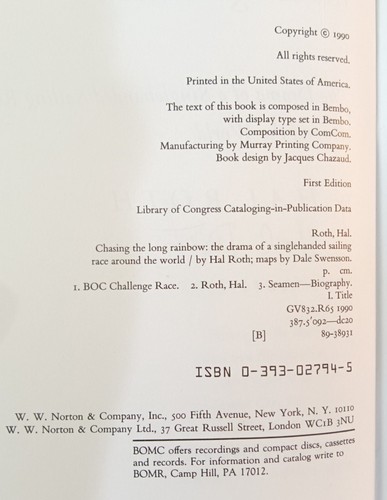 Copyright © 1990
All rights reserved.
Printed in the United States of America.
The text of this book is composed in Bembo,
with display type set in Bembo.
Composition by ComCom.
Manufacturing by Murray Printing Company.
Book design by Jacques Chazaud.
First Edition
Library of Congress Cataloging-in-Publication Data
Roth, Hal.
Chasing the long rainbow: the drama of a singlehanded sailing
race around the world / by Hal Roth; maps by Dale Swensson.
p. cm.
1. BOC Challenge Race. 2. Roth, Hal. 3. Seamen—Biography.
I. Title
GV832.R65 1990
387.5'092—dc20
[B] 89-38931
ISBN 0-393-02794-5
W. W. Norton & Company, Inc., 500 Fifth Avenue, New York, N. Y. 10110
W. W. Norton & Company Ltd., 37 Great Russell Street, London WC1B 3NU
BOMC offers recordings and compact discs, cassettes
and records. For information and catalog write to
BOMR, Camp Hill, PA 17012.